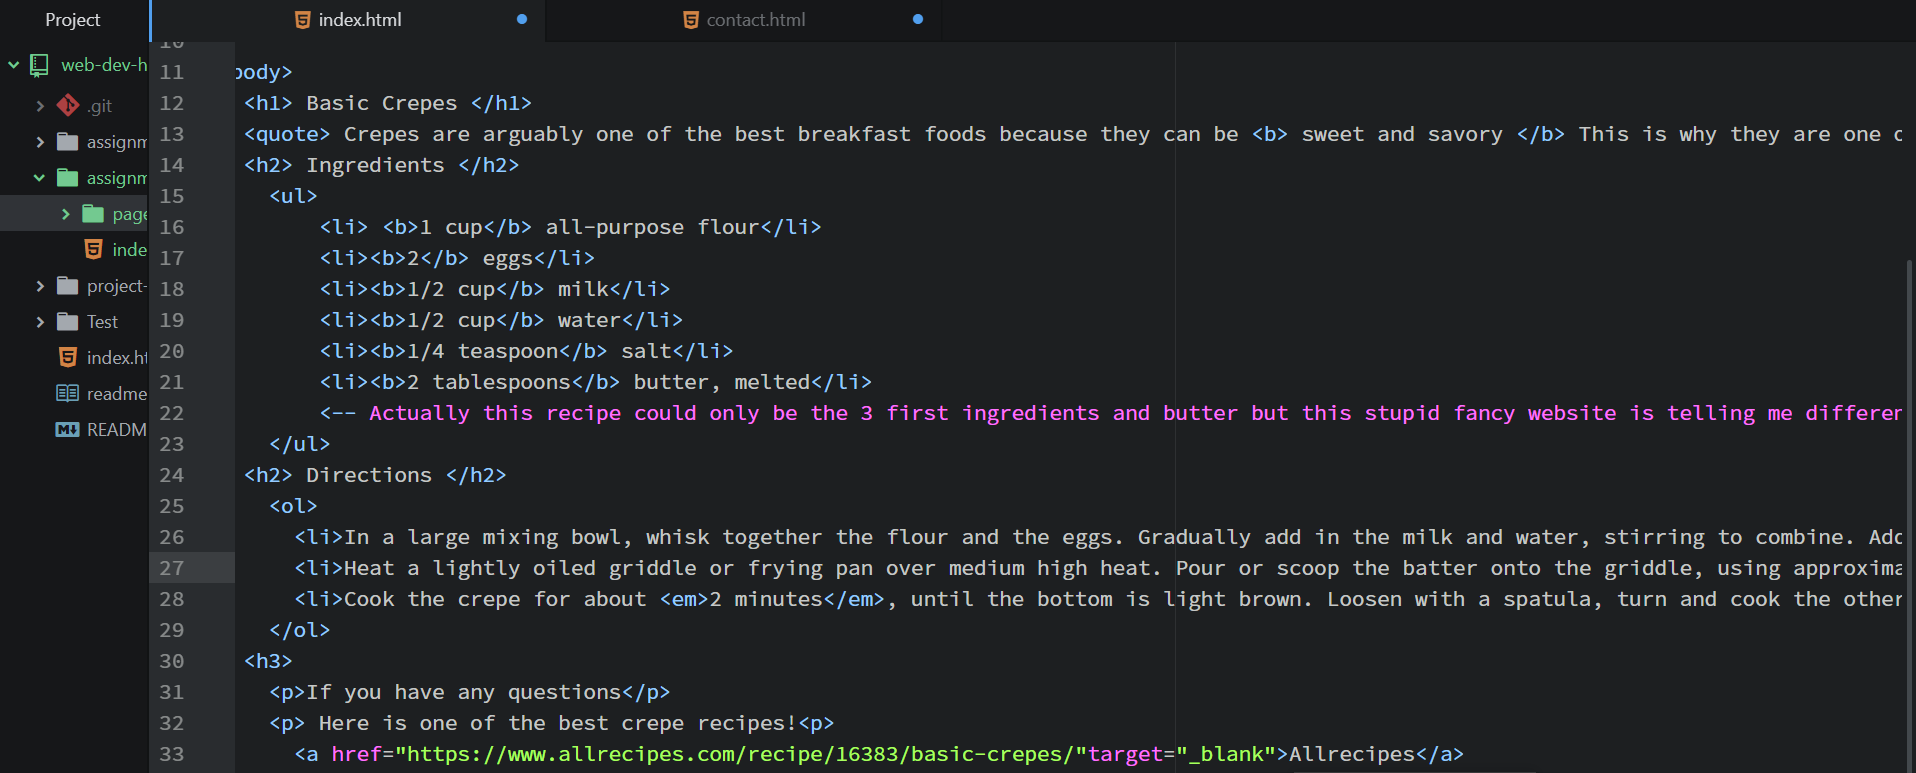 Project
index.html
contact.html
web-dev-h
.git
assignm
assignm
page
inde
project-
Test
index.ht
readme
READM
10
11 body>
12 <h1> Basic Crepes </h1>
13 <quote> Crepes are arguably one of the best breakfast foods because they can be <b> sweet and savory </b> This is why they are one
14 <h2> Ingredients </h2>
15 <ul>
16 <li> <b>1 cup</b> all-purpose flour</li>
17 <li><b>2</b> eggs</li>
18 <li><b>1/2 cup</b> milk</li>
19 <li><b>1/2 cup</b> water</li>
20 <li><b>1/4 teaspoon</b> salt</li>
21 <li><b>2 tablespoons</b> butter, melted</li>
22 <-- Actually this recipe could only be the 3 first ingredients and butter but this stupid fancy website is telling me differen
23 </ul>
24 <h2> Directions </h2>
25 <ol>
26 <li>In a large mixing bowl, whisk together the flour and the eggs. Gradually add in the milk and water, stirring to combine. Add
27 <li>Heat a lightly oiled griddle or frying pan over medium high heat. Pour or scoop the batter onto the griddle, using approxima
28 <li>Cook the crepe for about <em>2 minutes</em>, until the bottom is light brown. Loosen with a spatula, turn and cook the other
29 </ol>
30 <h3>
31 <p>If you have any questions</p>
32 <p> Here is one of the best crepe recipes!<p>
33 <a href="https://www.allrecipes.com/recipe/16383/basic-crepes/"target="_blank">Allrecipes</a>